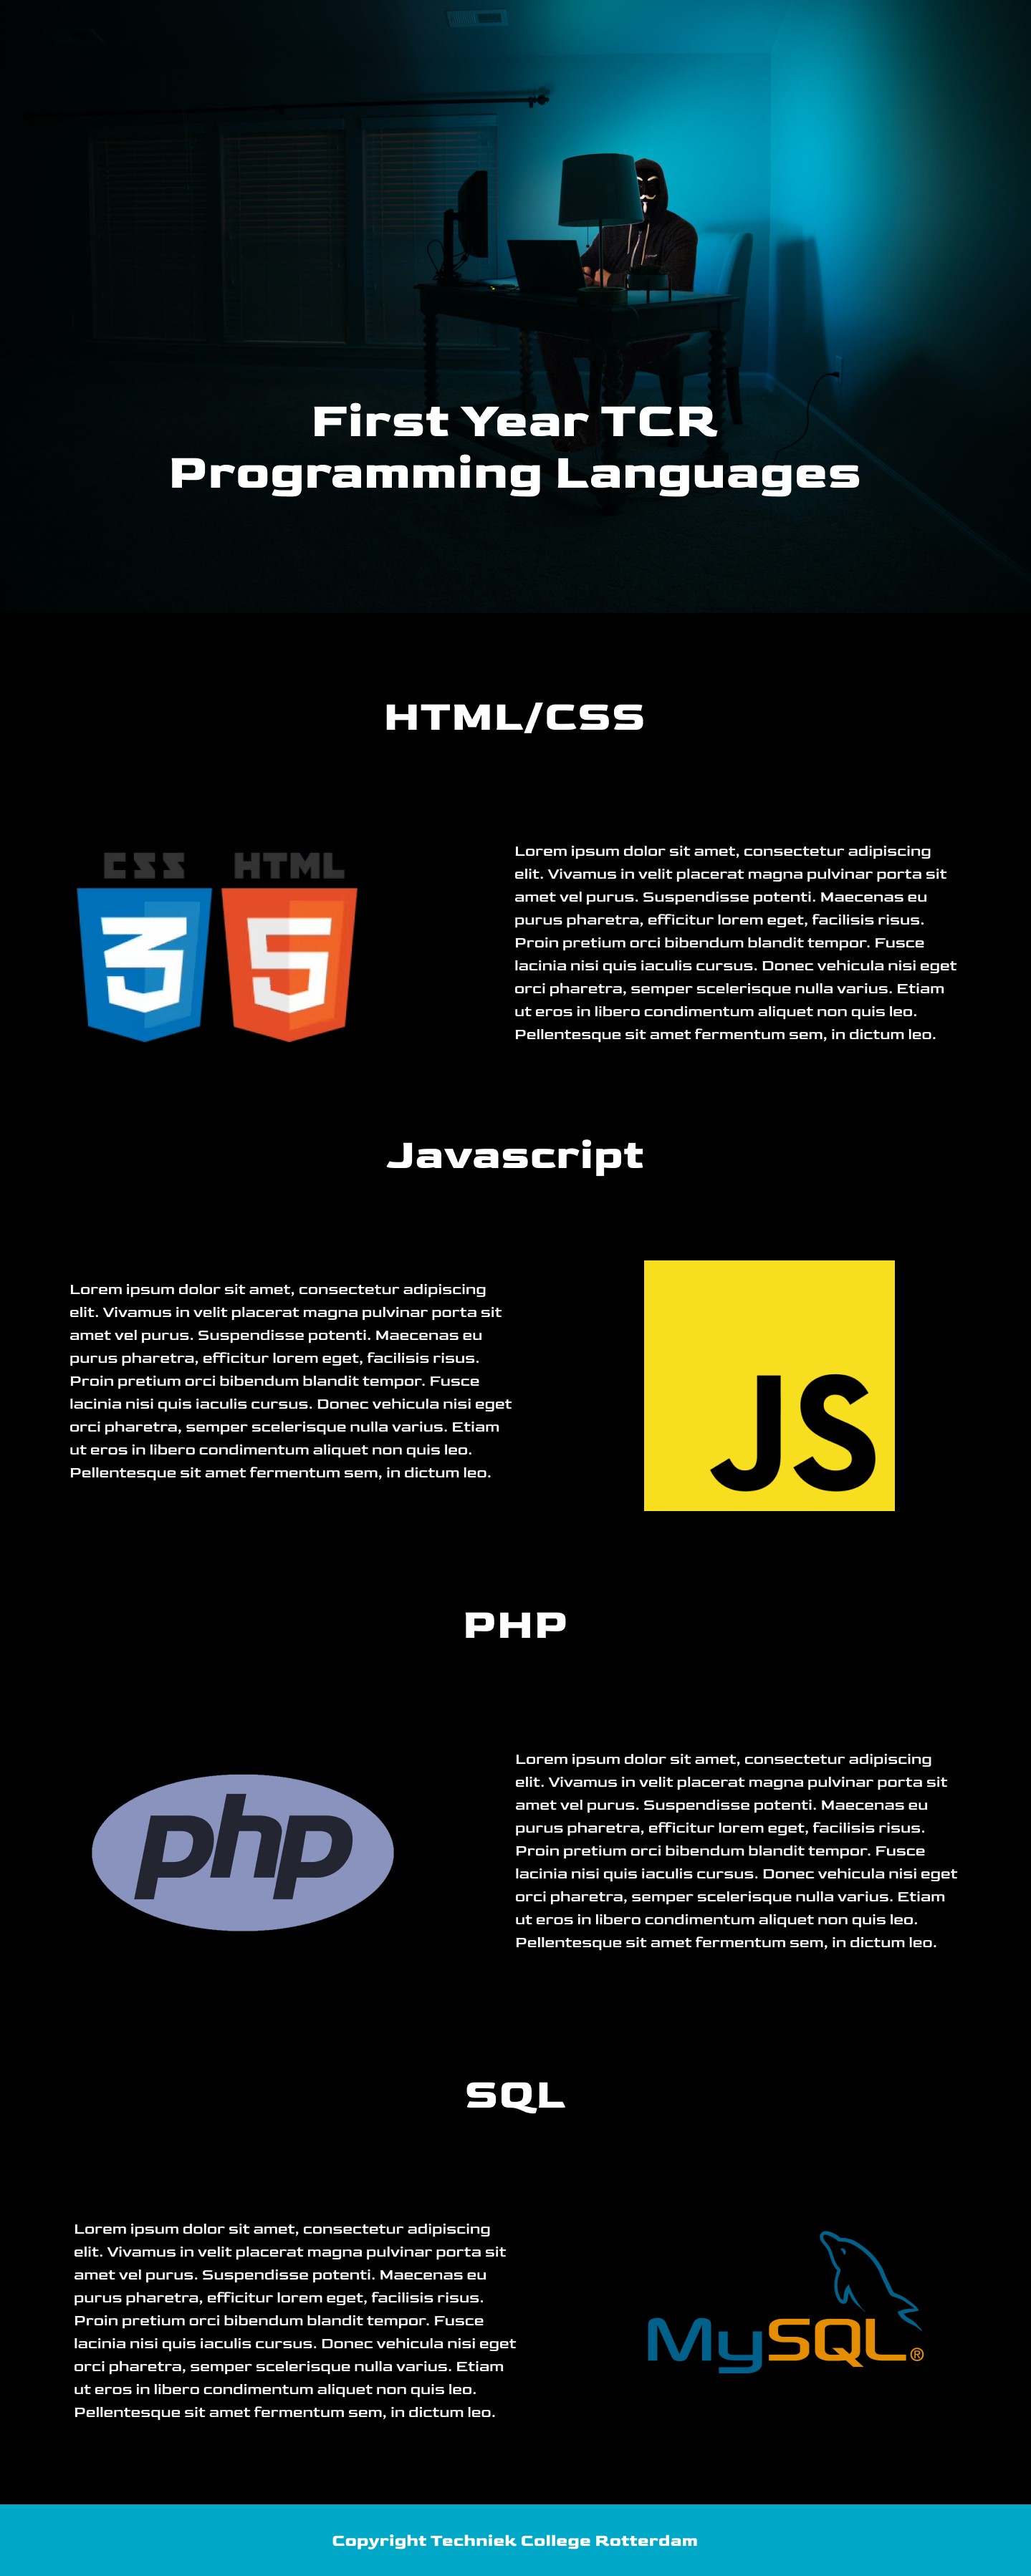 First Year TCR
Programming Languages
HTML/CSS
CSS HTML
3 5
Lorem ipsum dolor sit amet, consectetur adipiscing
elit. Vivamus in velit placerat magna pulvinar porta sit
amet vel purus. Suspendisse potenti. Maecenas eu
purus pharetra, efficitur lorem eget, facilisis risus.
Proin pretium orci bibendum blandit tempor. Fusce
lacinia nisi quis iaculis cursus. Donec vehicula nisi eget
orci pharetra, semper scelerisque nulla varius. Etiam
ut eros in libero condimentum aliquet non quis leo.
Pellentesque sit amet fermentum sem, in dictum leo.
Javascript
Lorem ipsum dolor sit amet, consectetur adipiscing
elit. Vivamus in velit placerat magna pulvinar porta sit
amet vel purus. Suspendisse potenti. Maecenas eu
purus pharetra, efficitur lorem eget, facilisis risus.
Proin pretium orci bibendum blandit tempor. Fusce
lacinia nisi quis iaculis cursus. Donec vehicula nisi eget
orci pharetra, semper scelerisque nulla varius. Etiam
ut eros in libero condimentum aliquet non quis leo.
Pellentesque sit amet fermentum sem, in dictum leo.
JS
PHP
php
Lorem ipsum dolor sit amet, consectetur adipiscing
elit. Vivamus in velit placerat magna pulvinar porta sit
amet vel purus. Suspendisse potenti. Maecenas eu
purus pharetra, efficitur lorem eget, facilisis risus.
Proin pretium orci bibendum blandit tempor. Fusce
lacinia nisi quis iaculis cursus. Donec vehicula nisi eget
orci pharetra, semper scelerisque nulla varius. Etiam
ut eros in libero condimentum aliquet non quis leo.
Pellentesque sit amet fermentum sem, in dictum leo.
SQL
Lorem ipsum dolor sit amet, consectetur adipiscing
elit. Vivamus in velit placerat magna pulvinar porta sit
amet vel purus. Suspendisse potenti. Maecenas eu
purus pharetra, efficitur lorem eget, facilisis risus.
Proin pretium orci bibendum blandit tempor. Fusce
lacinia nisi quis iaculis cursus. Donec vehicula nisi eget
orci pharetra, semper scelerisque nulla varius. Etiam
ut eros in libero condimentum aliquet non quis leo.
Pellentesque sit amet fermentum sem, in dictum leo.
MySQL®
Copyright Techniek College Rotterdam